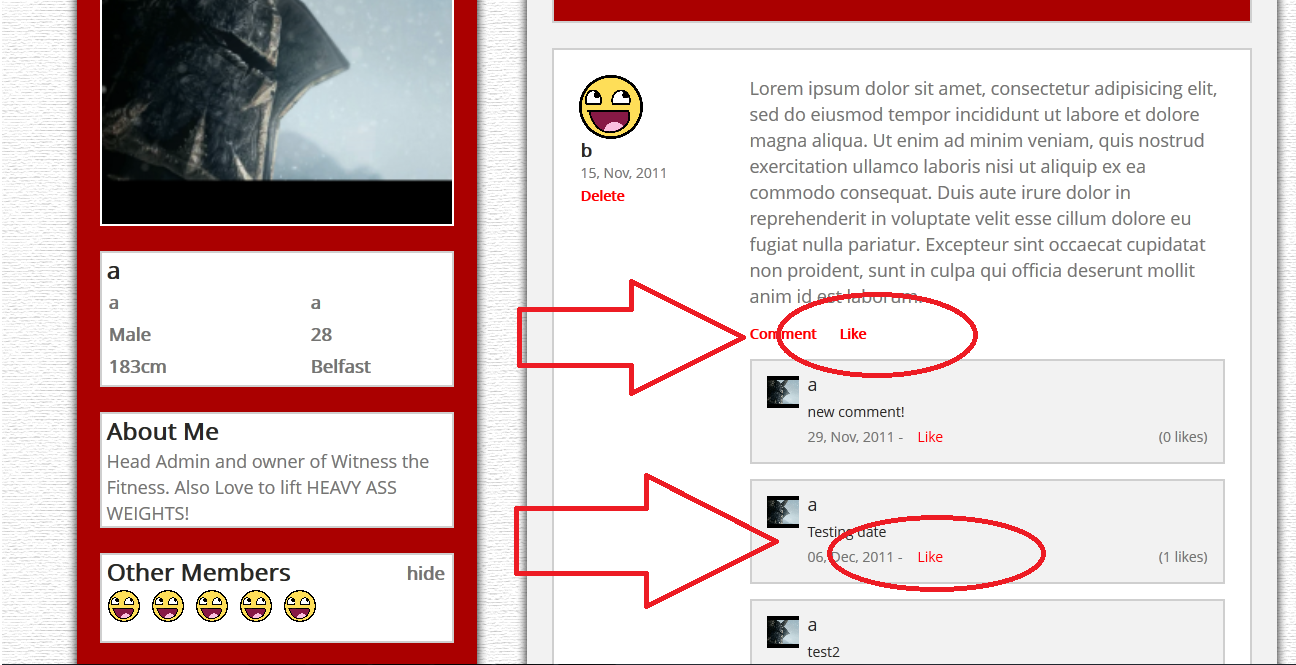 a
a a
Male 28
183cm Belfast
About Me
Head Admin and owner of Witness the
Fitness. Also Love to lift HEAVY ASS
WEIGHTS!
Other Members hide
b
15, Nov, 2011
Delete
Lorem ipsum dolor sit amet, consectetur adipisicing elit,
sed do eiusmod tempor incididunt ut labore et dolore
magna aliqua. Ut enim ad minim veniam, quis nostrud
exercitation ullamco laboris nisi ut aliquip ex ea
commodo consequat. Duis aute irure dolor in
reprehenderit in voluptate velit esse cillum dolore eu
fugiat nulla pariatur. Excepteur sint occaecat cupidatat
non proident, sunt in culpa qui officia deserunt mollit
anim id est laborum.
Comment Like
a
new comment!
29, Nov, 2011 - Like (0 likes)
a
Testing date
06, Dec, 2011 - Like (1 likes)
a
test2